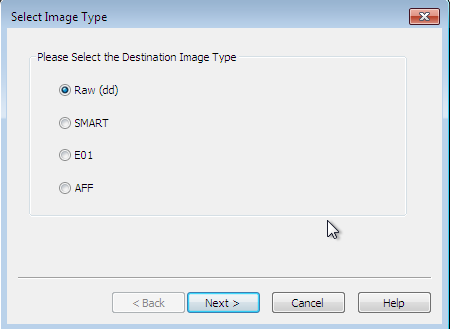 Select Image Type
Please Select the Destination Image Type
Raw (dd)
SMART
E01
AFF
< Back
Next >
Cancel
Help